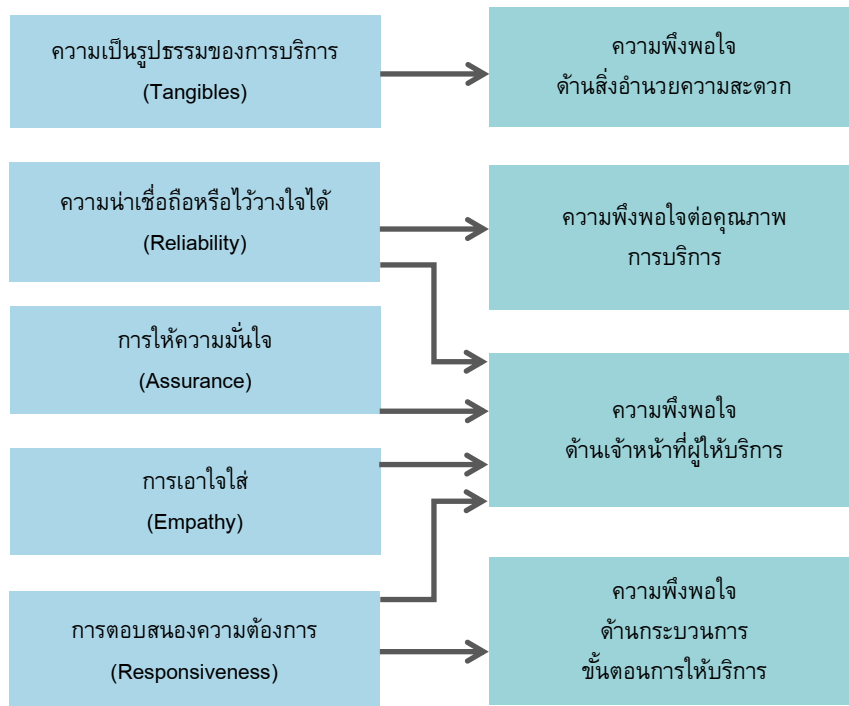 ความเป็นรูปธรรมของการบริการ
(Tangibles)
ความพึงพอใจ
ด้านสิ่งอำนวยความสะดวก
ความน่าเชื่อถือหรือไว้วางใจได้
(Reliability)
ความพึงพอใจต่อคุณภาพ
การบริการ
การให้ความมั่นใจ
(Assurance)
ความพึงพอใจ
ด้านเจ้าหน้าที่ผู้ให้บริการ
การเอาใจใส่
(Empathy)
การตอบสนองความต้องการ
(Responsiveness)
ความพึงพอใจ
ด้านกระบวนการ
ขั้นตอนการให้บริการ